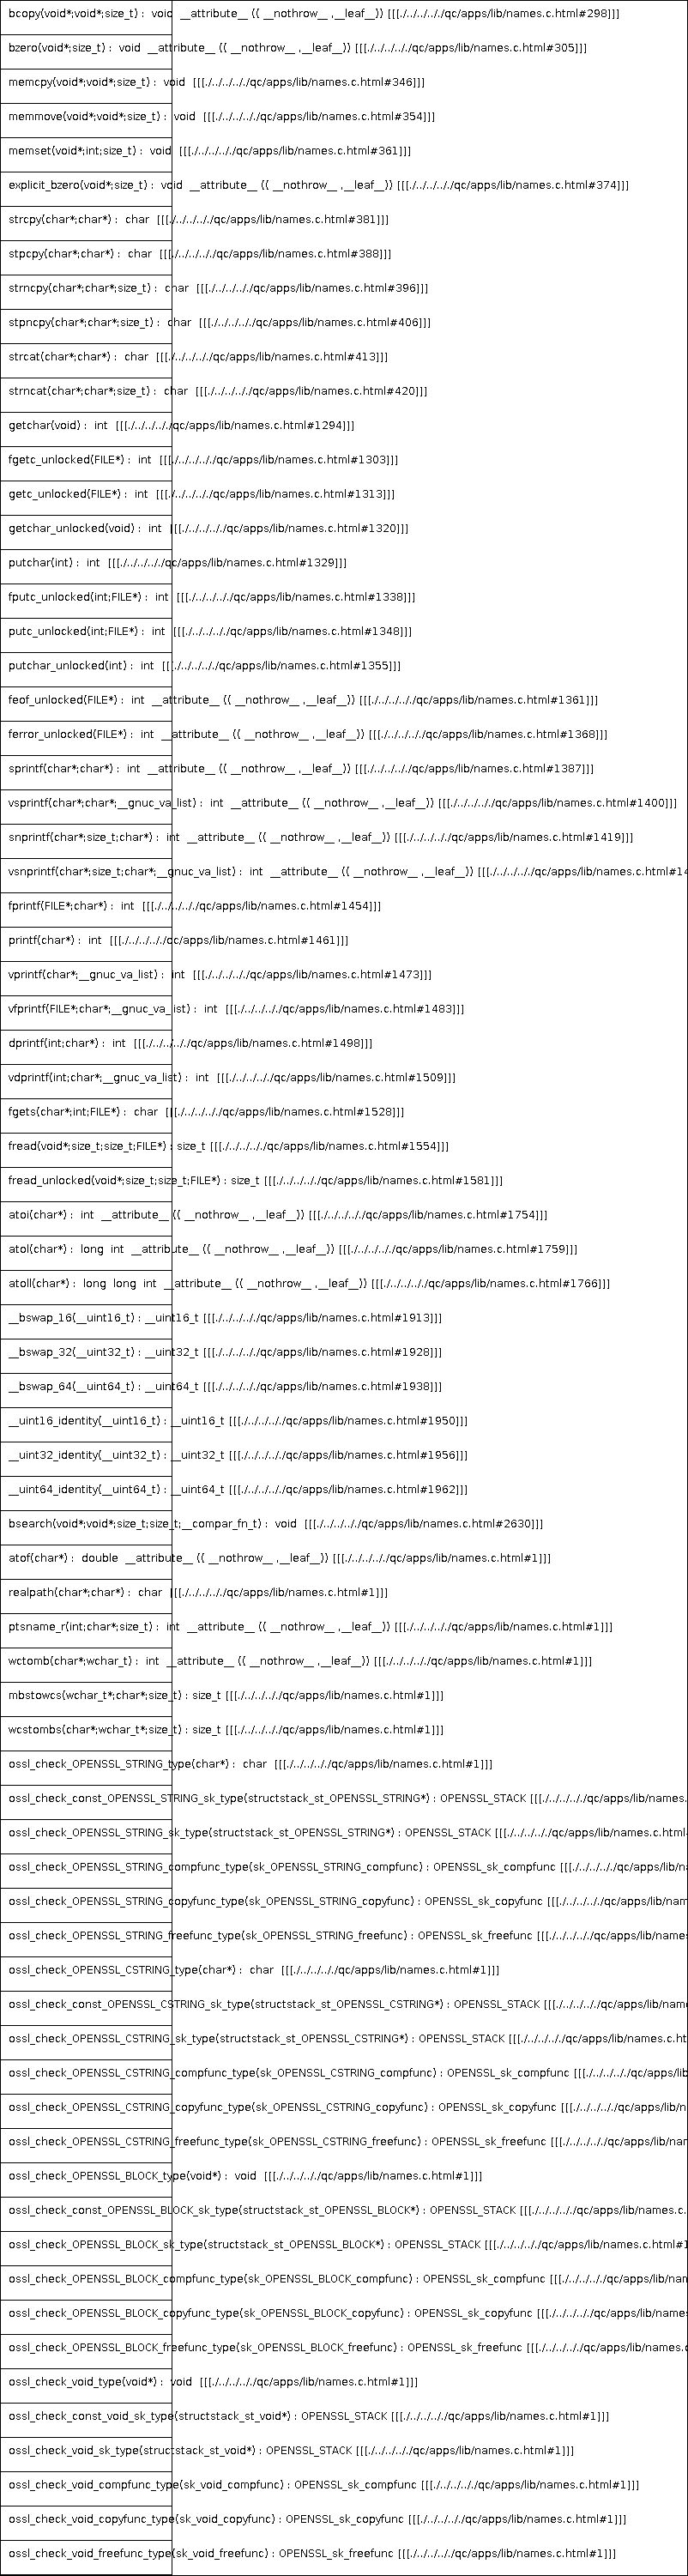 bcopy(void*;void*;size_t) :  void  __attribute__ (( __nothrow__ ,__leaf__)) [[[./../../../../qc/apps/lib/names.c.html#298]]]
bzero(void*;size_t) :  void  __attribute__ (( __nothrow__ ,__leaf__)) [[[./../../../../qc/apps/lib/names.c.html#305]]]
memcpy(void*;void*;size_t) :  void  [[[./../../../../qc/apps/lib/names.c.html#346]]]
memmove(void*;void*;size_t) :  void  [[[./../../../../qc/apps/lib/names.c.html#354]]]
memset(void*;int;size_t) :  void  [[[./../../../../qc/apps/lib/names.c.html#361]]]
explicit_bzero(void*;size_t) :  void  __attribute__ (( __nothrow__ ,__leaf__)) [[[./../../../../qc/apps/lib/names.c.html#374]]]
strcpy(char*;char*) :  char  [[[./../../../../qc/apps/lib/names.c.html#381]]]
stpcpy(char*;char*) :  char  [[[./../../../../qc/apps/lib/names.c.html#388]]]
strncpy(char*;char*;size_t) :  char  [[[./../../../../qc/apps/lib/names.c.html#396]]]
stpncpy(char*;char*;size_t) :  char  [[[./../../../../qc/apps/lib/names.c.html#406]]]
strcat(char*;char*) :  char  [[[./../../../../qc/apps/lib/names.c.html#413]]]
strncat(char*;char*;size_t) :  char  [[[./../../../../qc/apps/lib/names.c.html#420]]]
getchar(void) :  int  [[[./../../../../qc/apps/lib/names.c.html#1294]]]
fgetc_unlocked(FILE*) :  int  [[[./../../../../qc/apps/lib/names.c.html#1303]]]
getc_unlocked(FILE*) :  int  [[[./../../../../qc/apps/lib/names.c.html#1313]]]
getchar_unlocked(void) :  int  [[[./../../../../qc/apps/lib/names.c.html#1320]]]
putchar(int) :  int  [[[./../../../../qc/apps/lib/names.c.html#1329]]]
fputc_unlocked(int;FILE*) :  int  [[[./../../../../qc/apps/lib/names.c.html#1338]]]
putc_unlocked(int;FILE*) :  int  [[[./../../../../qc/apps/lib/names.c.html#1348]]]
putchar_unlocked(int) :  int  [[[./../../../../qc/apps/lib/names.c.html#1355]]]
feof_unlocked(FILE*) :  int  __attribute__ (( __nothrow__ ,__leaf__)) [[[./../../../../qc/apps/lib/names.c.html#1361]]]
ferror_unlocked(FILE*) :  int  __attribute__ (( __nothrow__ ,__leaf__)) [[[./../../../../qc/apps/lib/names.c.html#1368]]]
sprintf(char*;char*) :  int  __attribute__ (( __nothrow__ ,__leaf__)) [[[./../../../../qc/apps/lib/names.c.html#1387]]]
vsprintf(char*;char*;__gnuc_va_list) :  int  __attribute__ (( __nothrow__ ,__leaf__)) [[[./../../../../qc/apps/lib/names.c.html#1400]]]
snprintf(char*;size_t;char*) :  int  __attribute__ (( __nothrow__ ,__leaf__)) [[[./../../../../qc/apps/lib/names.c.html#1419]]]
vsnprintf(char*;size_t;char*;__gnuc_va_list) :  int  __attribute__ (( __nothrow__ ,__leaf__)) [[[./../../../../qc/apps/lib/names.c.html#14
fprintf(FILE*;char*) :  int  [[[./../../../../qc/apps/lib/names.c.html#1454]]]
printf(char*) :  int  [[[./../../../../qc/apps/lib/names.c.html#1461]]]
vprintf(char*;__gnuc_va_list) :  int  [[[./../../../../qc/apps/lib/names.c.html#1473]]]
vfprintf(FILE*;char*;__gnuc_va_list) :  int  [[[./../../../../qc/apps/lib/names.c.html#1483]]]
dprintf(int;char*) :  int  [[[./../../../../qc/apps/lib/names.c.html#1498]]]
vdprintf(int;char*;__gnuc_va_list) :  int  [[[./../../../../qc/apps/lib/names.c.html#1509]]]
fgets(char*;int;FILE*) :  char  [[[./../../../../qc/apps/lib/names.c.html#1528]]]
fread(void*;size_t;size_t;FILE*) : size_t [[[./../../../../qc/apps/lib/names.c.html#1554]]]
fread_unlocked(void*;size_t;size_t;FILE*) : size_t [[[./../../../../qc/apps/lib/names.c.html#1581]]]
atoi(char*) :  int  __attribute__ (( __nothrow__ ,__leaf__)) [[[./../../../../qc/apps/lib/names.c.html#1754]]]
atol(char*) :  long  int  __attribute__ (( __nothrow__ ,__leaf__)) [[[./../../../../qc/apps/lib/names.c.html#1759]]]
atoll(char*) :  long  long  int  __attribute__ (( __nothrow__ ,__leaf__)) [[[./../../../../qc/apps/lib/names.c.html#1766]]]
__bswap_16(__uint16_t) : __uint16_t [[[./../../../../qc/apps/lib/names.c.html#1913]]]
__bswap_32(__uint32_t) : __uint32_t [[[./../../../../qc/apps/lib/names.c.html#1928]]]
__bswap_64(__uint64_t) : __uint64_t [[[./../../../../qc/apps/lib/names.c.html#1938]]]
__uint16_identity(__uint16_t) : __uint16_t [[[./../../../../qc/apps/lib/names.c.html#1950]]]
__uint32_identity(__uint32_t) : __uint32_t [[[./../../../../qc/apps/lib/names.c.html#1956]]]
__uint64_identity(__uint64_t) : __uint64_t [[[./../../../../qc/apps/lib/names.c.html#1962]]]
bsearch(void*;void*;size_t;size_t;__compar_fn_t) :  void  [[[./../../../../qc/apps/lib/names.c.html#2630]]]
atof(char*) :  double  __attribute__ (( __nothrow__ ,__leaf__)) [[[./../../../../qc/apps/lib/names.c.html#1]]]
realpath(char*;char*) :  char  [[[./../../../../qc/apps/lib/names.c.html#1]]]
ptsname_r(int;char*;size_t) :  int  __attribute__ (( __nothrow__ ,__leaf__)) [[[./../../../../qc/apps/lib/names.c.html#1]]]
wctomb(char*;wchar_t) :  int  __attribute__ (( __nothrow__ ,__leaf__)) [[[./../../../../qc/apps/lib/names.c.html#1]]]
mbstowcs(wchar_t*;char*;size_t) : size_t [[[./../../../../qc/apps/lib/names.c.html#1]]]
wcstombs(char*;wchar_t*;size_t) : size_t [[[./../../../../qc/apps/lib/names.c.html#1]]]
ossl_check_OPENSSL_STRING_type(char*) :  char  [[[./../../../../qc/apps/lib/names.c.html#1]]]
ossl_check_const_OPENSSL_STRING_sk_type(structstack_st_OPENSSL_STRING*) : OPENSSL_STACK [[[./../../../../qc/apps/lib/names.
ossl_check_OPENSSL_STRING_sk_type(structstack_st_OPENSSL_STRING*) : OPENSSL_STACK [[[./../../../../qc/apps/lib/names.c.html
ossl_check_OPENSSL_STRING_compfunc_type(sk_OPENSSL_STRING_compfunc) : OPENSSL_sk_compfunc [[[./../../../../qc/apps/lib/na
ossl_check_OPENSSL_STRING_copyfunc_type(sk_OPENSSL_STRING_copyfunc) : OPENSSL_sk_copyfunc [[[./../../../../qc/apps/lib/nam
ossl_check_OPENSSL_STRING_freefunc_type(sk_OPENSSL_STRING_freefunc) : OPENSSL_sk_freefunc [[[./../../../../qc/apps/lib/names
ossl_check_OPENSSL_CSTRING_type(char*) :  char  [[[./../../../../qc/apps/lib/names.c.html#1]]]
ossl_check_const_OPENSSL_CSTRING_sk_type(structstack_st_OPENSSL_CSTRING*) : OPENSSL_STACK [[[./../../../../qc/apps/lib/name
ossl_check_OPENSSL_CSTRING_sk_type(structstack_st_OPENSSL_CSTRING*) : OPENSSL_STACK [[[./../../../../qc/apps/lib/names.c.ht
ossl_check_OPENSSL_CSTRING_compfunc_type(sk_OPENSSL_CSTRING_compfunc) : OPENSSL_sk_compfunc [[[./../../../../qc/apps/lib
ossl_check_OPENSSL_CSTRING_copyfunc_type(sk_OPENSSL_CSTRING_copyfunc) : OPENSSL_sk_copyfunc [[[./../../../../qc/apps/lib/n
ossl_check_OPENSSL_CSTRING_freefunc_type(sk_OPENSSL_CSTRING_freefunc) : OPENSSL_sk_freefunc [[[./../../../../qc/apps/lib/nam
ossl_check_OPENSSL_BLOCK_type(void*) :  void  [[[./../../../../qc/apps/lib/names.c.html#1]]]
ossl_check_const_OPENSSL_BLOCK_sk_type(structstack_st_OPENSSL_BLOCK*) : OPENSSL_STACK [[[./../../../../qc/apps/lib/names.c.
ossl_check_OPENSSL_BLOCK_sk_type(structstack_st_OPENSSL_BLOCK*) : OPENSSL_STACK [[[./../../../../qc/apps/lib/names.c.html#1
ossl_check_OPENSSL_BLOCK_compfunc_type(sk_OPENSSL_BLOCK_compfunc) : OPENSSL_sk_compfunc [[[./../../../../qc/apps/lib/nam
ossl_check_OPENSSL_BLOCK_copyfunc_type(sk_OPENSSL_BLOCK_copyfunc) : OPENSSL_sk_copyfunc [[[./../../../../qc/apps/lib/names
ossl_check_OPENSSL_BLOCK_freefunc_type(sk_OPENSSL_BLOCK_freefunc) : OPENSSL_sk_freefunc [[[./../../../../qc/apps/lib/names.c
ossl_check_void_type(void*) :  void  [[[./../../../../qc/apps/lib/names.c.html#1]]]
ossl_check_const_void_sk_type(structstack_st_void*) : OPENSSL_STACK [[[./../../../../qc/apps/lib/names.c.html#1]]]
ossl_check_void_sk_type(structstack_st_void*) : OPENSSL_STACK [[[./../../../../qc/apps/lib/names.c.html#1]]]
ossl_check_void_compfunc_type(sk_void_compfunc) : OPENSSL_sk_compfunc [[[./../../../../qc/apps/lib/names.c.html#1]]]
ossl_check_void_copyfunc_type(sk_void_copyfunc) : OPENSSL_sk_copyfunc [[[./../../../../qc/apps/lib/names.c.html#1]]]
ossl_check_void_freefunc_type(sk_void_freefunc) : OPENSSL_sk_freefunc [[[./../../../../qc/apps/lib/names.c.html#1]]]